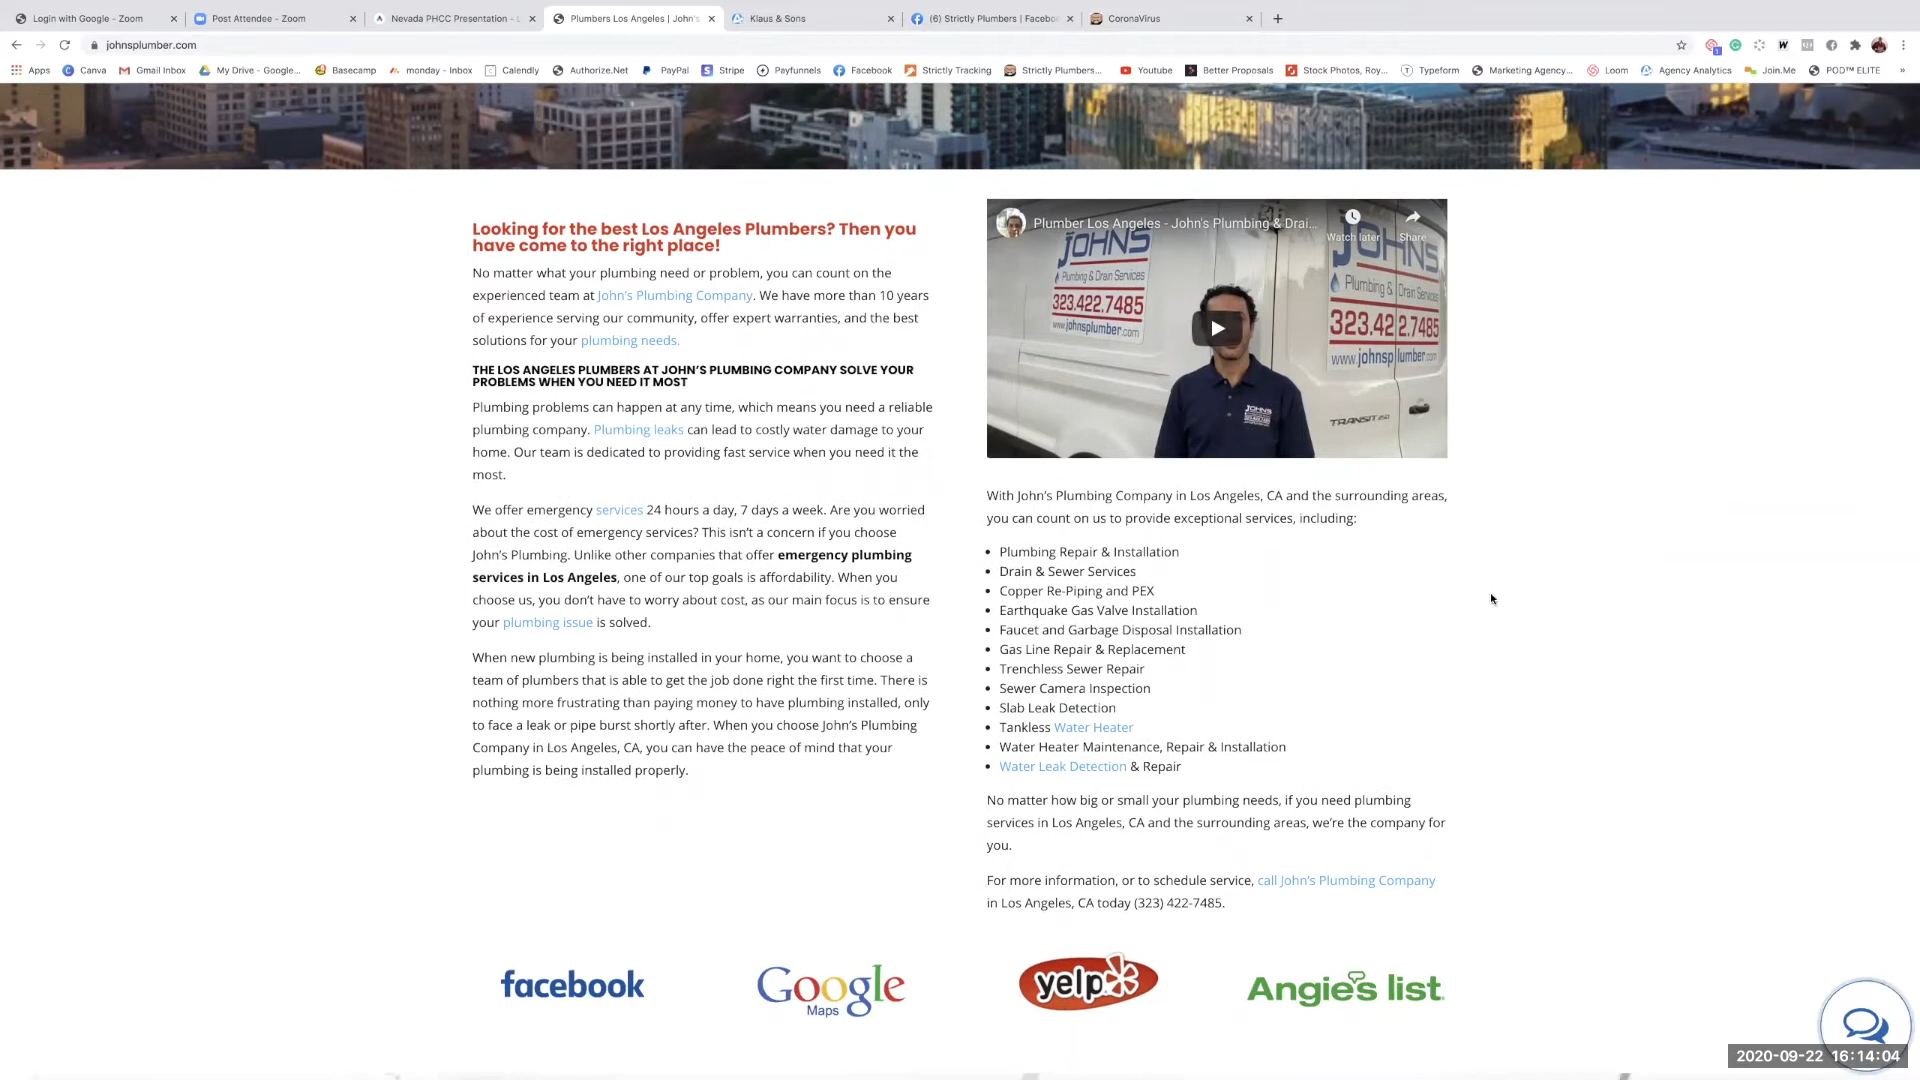 Login with Google - Zoom
Post Attendee - Zoom
Nevada PHCC Presentation -
Plumbers Los Angeles | John's
Klaus & Sons
(6) Strictly Plumbers | Facebo
CoronaVirus
johnsplumber.com
Apps Canva Gmail Inbox My Drive - Google... Basecamp monday - Inbox Calendly Authorize.Net PayPal Stripe Payfunnels Facebook Strictly Tracking Strictly Plumbers... Youtube Better Proposals Stock Photos, Roy... Typeform Marketing Agency... Loom Agency Analytics Join.Me POD™ ELITE »
Looking for the best Los Angeles Plumbers? Then you
have come to the right place!
No matter what your plumbing need or problem, you can count on the
experienced team at John's Plumbing Company. We have more than 10 years
of experience serving our community, offer expert warranties, and the best
solutions for your plumbing needs.
THE LOS ANGELES PLUMBERS AT JOHN'S PLUMBING COMPANY SOLVE YOUR
PROBLEMS WHEN YOU NEED IT MOST
Plumbing problems can happen at any time, which means you need a reliable
plumbing company. Plumbing leaks can lead to costly water damage to your
home. Our team is dedicated to providing fast service when you need it the
most.
We offer emergency services 24 hours a day, 7 days a week. Are you worried
about the cost of emergency services? This isn't a concern if you choose
John's Plumbing. Unlike other companies that offer emergency plumbing
services in Los Angeles, one of our top goals is affordability. When you
choose us, you don't have to worry about cost, as our main focus is to ensure
your plumbing issue is solved.
When new plumbing is being installed in your home, you want to choose a
team of plumbers that is able to get the job done right the first time. There is
nothing more frustrating than paying money to have plumbing installed, only
to face a leak or pipe burst shortly after. When you choose John's Plumbing
Company in Los Angeles, CA, you can have the peace of mind that your
plumbing is being installed properly.
Plumber Los Angeles - John's Plumbing & Drai...
Watch later
Share
JOHNS
Plumbing & Drain Services
323.422.7485
www.johnsplumber.com
JOHNS
Plumbing & Drain Services
323.422.7485
www.johnsplumber.com
JOHNS
TRANSIT 250
With John's Plumbing Company in Los Angeles, CA and the surrounding areas,
you can count on us to provide exceptional services, including:
• Plumbing Repair & Installation
• Drain & Sewer Services
• Copper Re-Piping and PEX
• Earthquake Gas Valve Installation
• Faucet and Garbage Disposal Installation
• Gas Line Repair & Replacement
• Trenchless Sewer Repair
• Sewer Camera Inspection
• Slab Leak Detection
• Tankless Water Heater
• Water Heater Maintenance, Repair & Installation
• Water Leak Detection & Repair
No matter how big or small your plumbing needs, if you need plumbing
services in Los Angeles, CA and the surrounding areas, we're the company for
you.
For more information, or to schedule service, call John's Plumbing Company
in Los Angeles, CA today (323) 422-7485.
facebook
Google
Maps
yelp
Angie's list.
2020-09-22 16:14:04